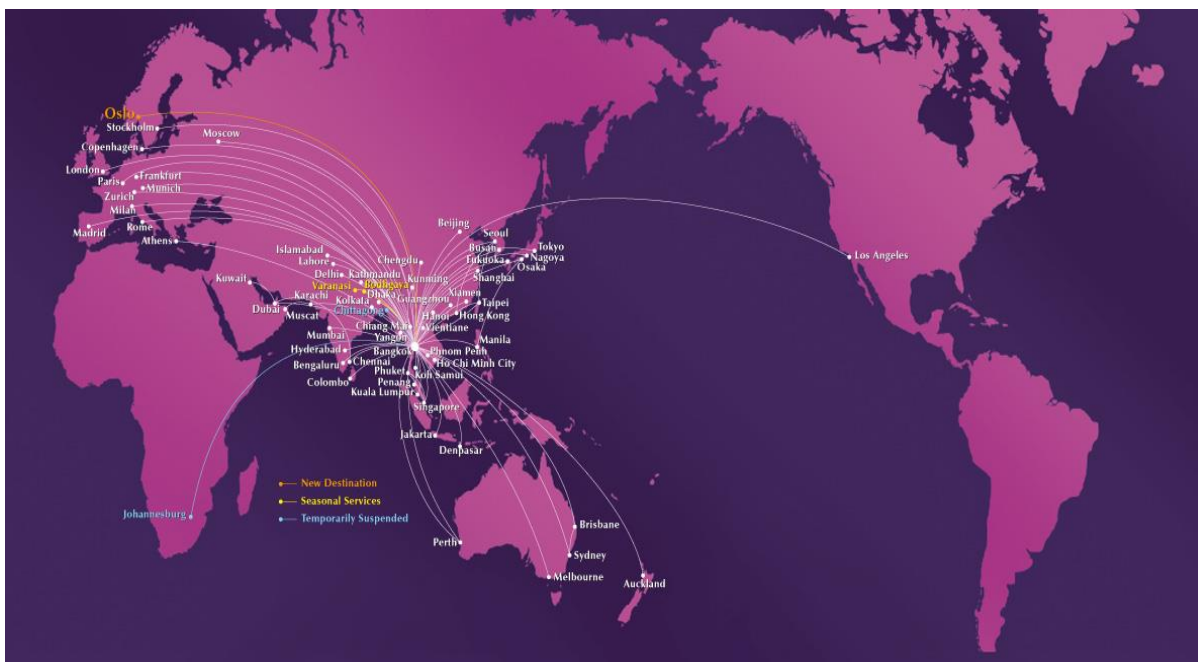 Oslo
Stockholm
Moscow
Copenhagen
London
Frankfurt
Paris
Munich
Zurich
Milan
Rome
Madrid
Athens
Beijing
Seoul
Tokyo
Busan
Nagoya
Fukuoka
Osaka
Los Angeles
Islamabad
Lahore
Chengdu
Delhi
Kathmandu
Shanghai
Kuwait
Varanasi
Bodhgaya
Kunming
Karachi
Dhaka
Guangzhou
Xiamen
Kolkata
Taipei
Dubai
Chittagong
Muscat
Hanoi
Hong Kong
Chiang Mai
Vientiane
Mumbai
Yangon
Manila
Hyderabad
Bangkok
Phnom Penh
Bengaluru
Chennai
Ho Chi Minh City
Phuket
Koh Samui
Colombo
Penang
Kuala Lumpur
Singapore
Jakarta
Denpasar
New Destination
Seasonal Services
Johannesburg
Temporarily Suspended
Brisbane
Perth
Sydney
Melbourne
Auckland